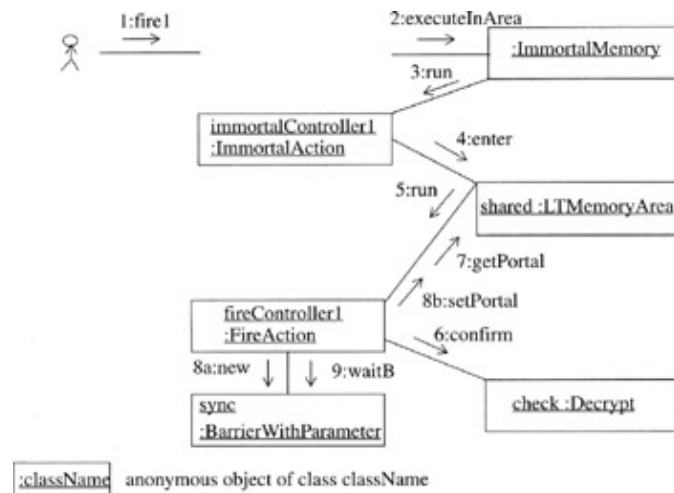 1:fire1
2:executeInArea
:ImmortalMemory
3:run
immortalController1
:ImmortalAction
4:enter
5:run
shared :LTMemoryArea
7:getPortal
8b:setPortal
fireController1
:FireAction
6:confirm
8a:new
9:waitB
sync
:BarrierWithParameter
check :Decrypt
:className anonymous object of class className